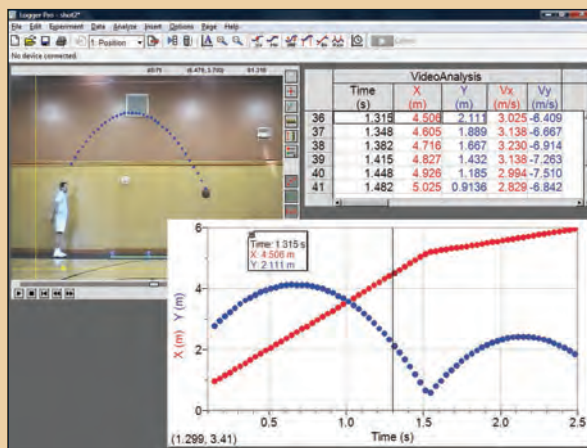 Logger Pro - shot2*
File Edit Experiment Data Analyze Insert Options Page Help
1: Position
No device connected.
VideoAnalysis
Time X Y Vx Vy
(s) (m) (m) (m/s) (m/s)
36 1.315 4.506 2.111 3.025 -6.409
37 1.348 4.605 1.889 3.138 -6.667
38 1.382 4.716 1.667 3.230 -6.914
39 1.415 4.827 1.432 3.138 -7.263
40 1.448 4.926 1.185 2.994 -7.510
41 1.482 5.025 0.9136 2.829 -6.842
Time: 1.315 s
X: 4.506 m
Y: 2.111 m
X (m) Y (m)
6
4
2
0
0.5 1.0 1.5 2.0 2.5
Time (s)
(1.299, 3.41)